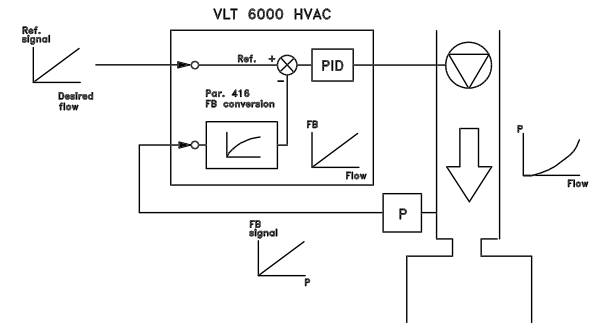 VLT 6000 HVAC
Ref.
signal
Desired
flow
Ref.
+
−
PID
Par. 416
FB conversion
FB
Flow
P
Flow
P
FB
signal
P